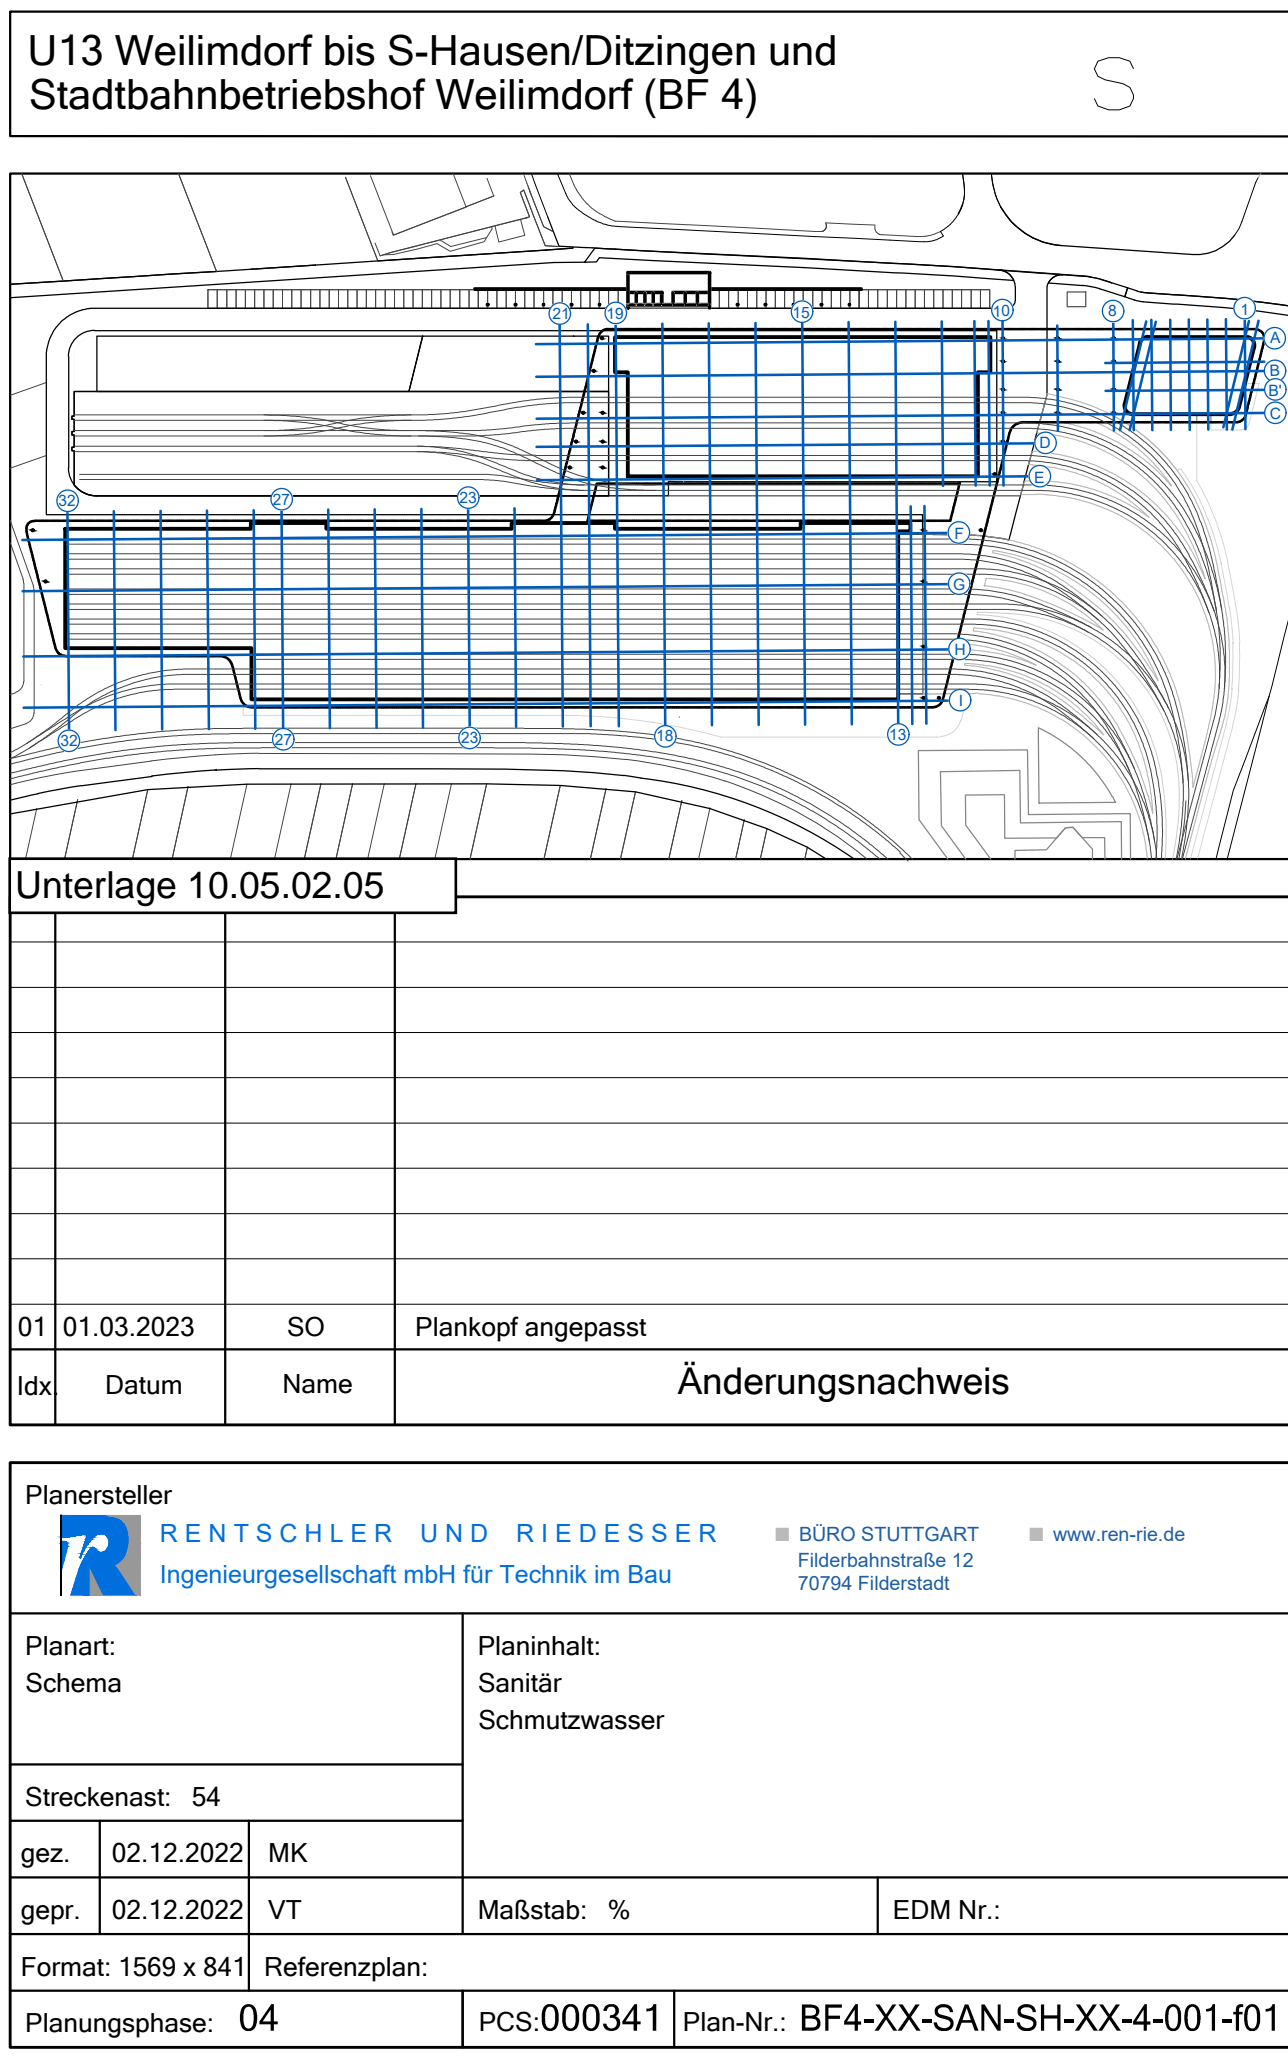 U13 Weilimdorf bis S-Hausen/Ditzingen und
Stadtbahnbetriebshof Weilimdorf (BF 4)
S
21 19 15 10 8 1
A
B
B'
C
D
E
32 27 23
F
G
H
I
32 27 23 18 13
Unterlage 10.05.02.05
01 01.03.2023 SO Plankopf angepasst
Idx. Datum Name Änderungsnachweis
Planersteller
R
RENTSCHLER UND RIEDESSER
Ingenieurgesellschaft mbH für Technik im Bau
BÜRO STUTTGART
Filderbahnstraße 12
70794 Filderstadt
www.ren-rie.de
Planart:
Schema
Planinhalt:
Sanitär
Schmutzwasser
Streckenast: 54
gez. 02.12.2022 MK
gepr. 02.12.2022 VT
Maßstab: %
EDM Nr.:
Format: 1569 x 841
Referenzplan:
Planungsphase: 04
PCS:000341
Plan-Nr.: BF4-XX-SAN-SH-XX-4-001-f01